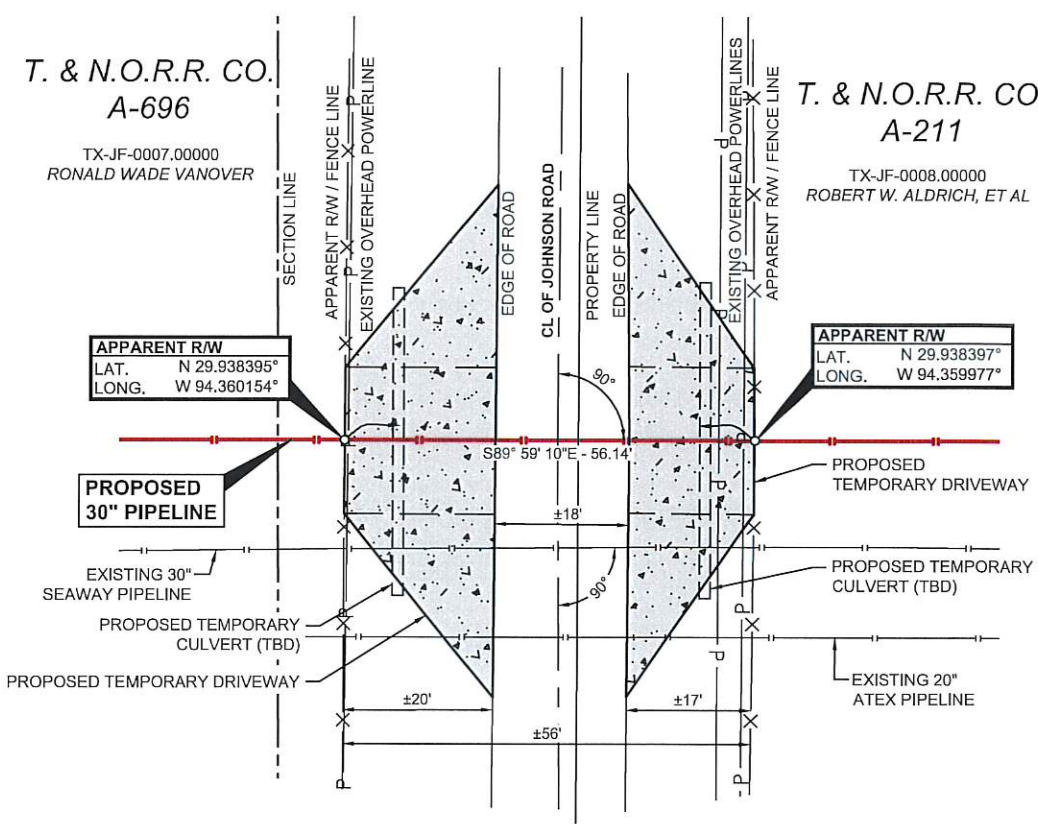 T. & N.O.R.R. CO.
A-696
TX-JF-0007.00000
RONALD WADE VANOVER
SECTION LINE
APPARENT R/W / FENCE LINE
EXISTING OVERHEAD POWERLINE
EDGE OF ROAD
CL OF JOHNSON ROAD
PROPERTY LINE
EDGE OF ROAD
EXISTING OVERHEAD POWERLINES
APPARENT R/W / FENCE LINE
T. & N.O.R.R. CO
A-211
TX-JF-0008.00000
ROBERT W. ALDRICH, ET AL
APPARENT R/W
LAT. N 29.938395°
LONG. W 94.360154°
APPARENT R/W
LAT. N 29.938397°
LONG. W 94.359977°
90°
S89° 59' 10"E - 56.14'
PROPOSED
30" PIPELINE
PROPOSED
TEMPORARY DRIVEWAY
±18'
EXISTING 30"
SEAWAY PIPELINE
90°
PROPOSED TEMPORARY
CULVERT (TBD)
PROPOSED TEMPORARY
CULVERT (TBD)
PROPOSED TEMPORARY DRIVEWAY
EXISTING 20"
ATEX PIPELINE
±20'
±17'
±56'
P
P
P
P
P
P
P
P
P
P
P
P
P
P